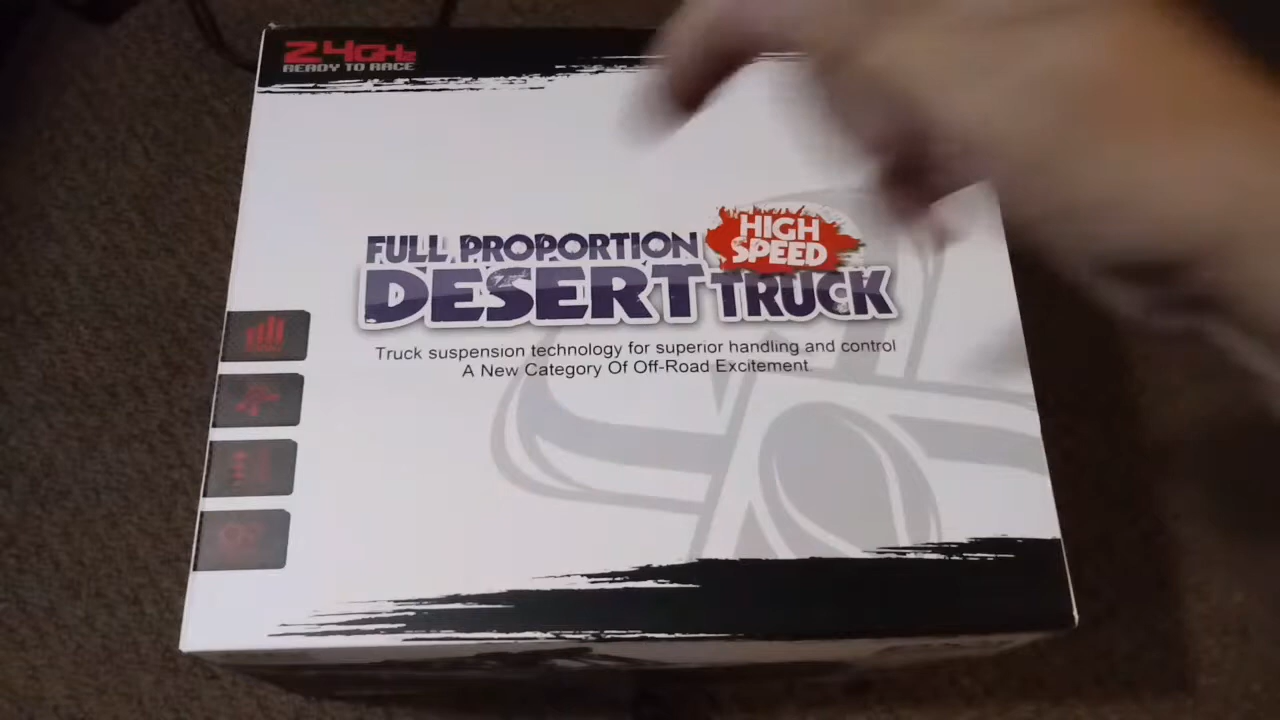 2.4GHz
READY TO RACE
HIGH
SPEED
FULL PROPORTION
DESERT TRUCK
Truck suspension technology for superior handling and control
A New Category Of Off-Road Excitement